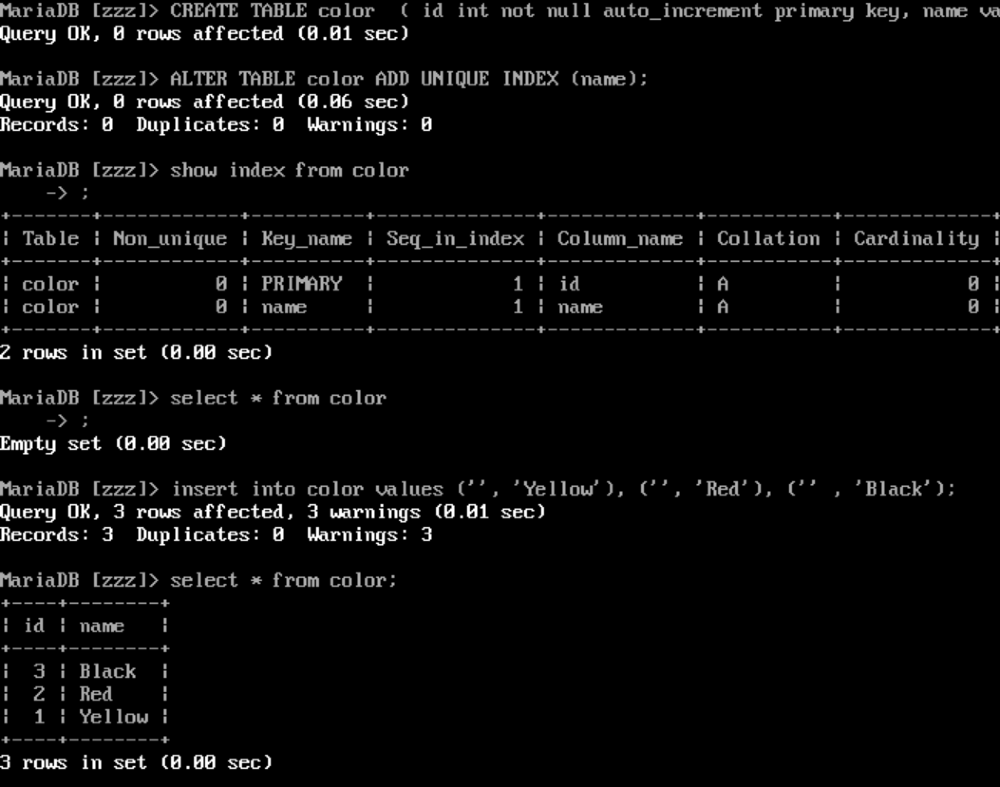 MariaDB [zzz]> CREATE TABLE color  ( id int not null auto_increment primary key, name va
Query OK, 0 rows affected (0.01 sec)
MariaDB [zzz]> ALTER TABLE color ADD UNIQUE INDEX (name);
Query OK, 0 rows affected (0.06 sec)
Records: 0  Duplicates: 0  Warnings: 0
MariaDB [zzz]> show index from color
    -> ;
+-------+------------+----------+--------------+-------------+-----------+-------------+
| Table | Non_unique | Key_name | Seq_in_index | Column_name | Collation | Cardinality |
+-------+------------+----------+--------------+-------------+-----------+-------------+
| color |          0 | PRIMARY  |            1 | id          | A         |           0 |
| color |          0 | name     |            1 | name        | A         |           0 |
+-------+------------+----------+--------------+-------------+-----------+-------------+
2 rows in set (0.00 sec)
MariaDB [zzz]> select * from color
    -> ;
Empty set (0.00 sec)
MariaDB [zzz]> insert into color values ('', 'Yellow'), ('', 'Red'), ('' , 'Black');
Query OK, 3 rows affected, 3 warnings (0.01 sec)
Records: 3  Duplicates: 0  Warnings: 3
MariaDB [zzz]> select * from color;
+----+--------+
| id | name   |
+----+--------+
|  3 | Black  |
|  2 | Red    |
|  1 | Yellow |
+----+--------+
3 rows in set (0.00 sec)